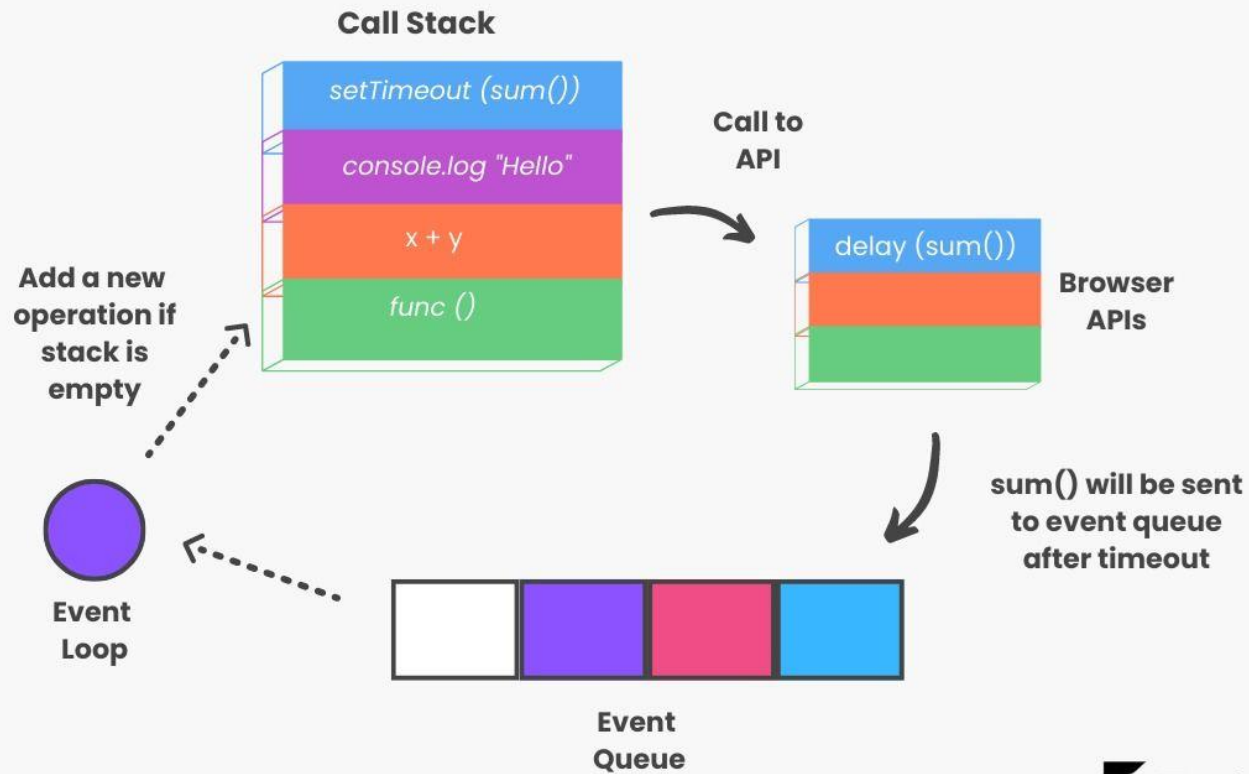 Call Stack
setTimeout (sum())
console.log "Hello"
x + y
func ()
Call to
API
delay (sum())
Browser
APIs
Add a new
operation if
stack is
empty
sum() will be sent
to event queue
after timeout
Event
Loop
Event
Queue